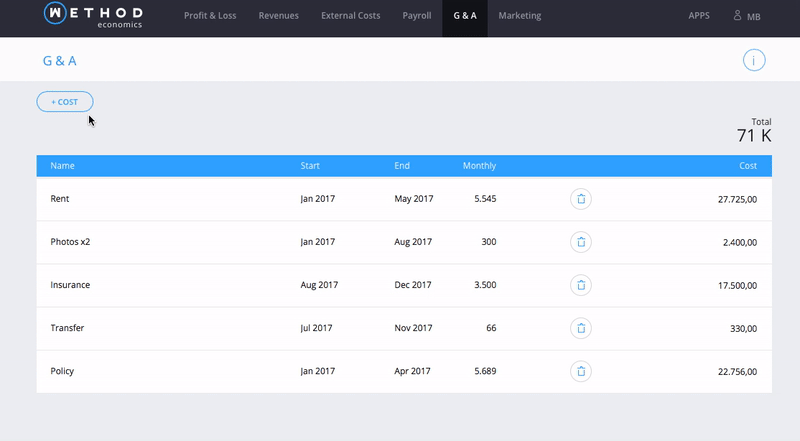 WETHOD
economics
Profit & Loss Revenues External Costs Payroll G & A Marketing APPS MB
G & A
i
+ COST
Total
71 K
Name Start End Monthly Cost
Rent Jan 2017 May 2017 5.545 27.725,00
Photos x2 Jan 2017 Aug 2017 300 2.400,00
Insurance Aug 2017 Dec 2017 3.500 17.500,00
Transfer Jul 2017 Nov 2017 66 330,00
Policy Jan 2017 Apr 2017 5.689 22.756,00